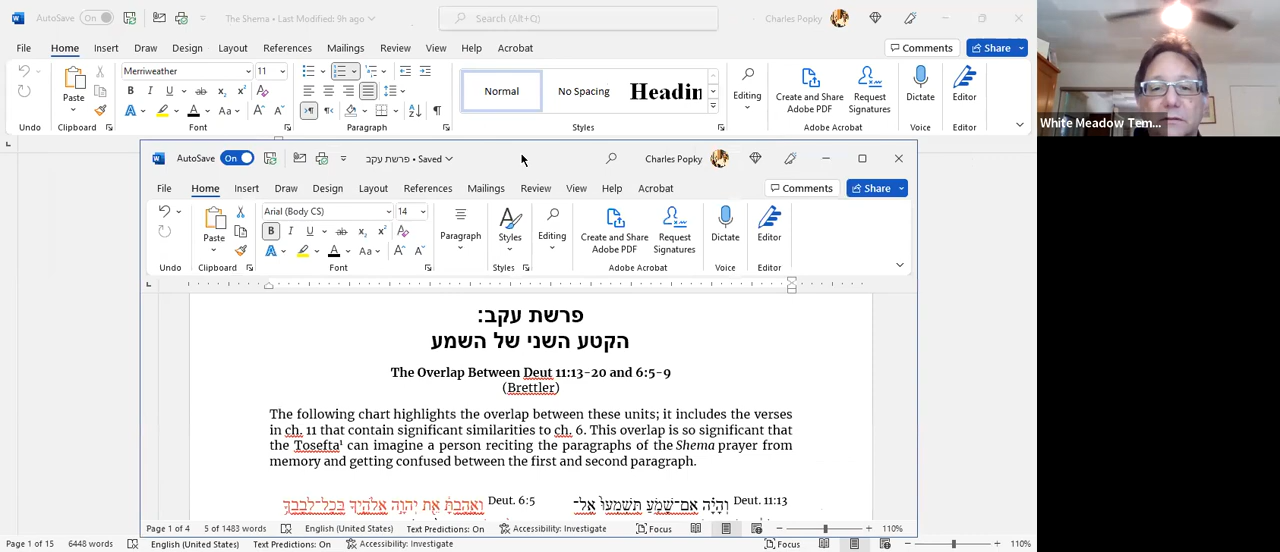 AutoSave On The Shema • Last Modified: 9h ago Search (Alt+Q) Charles Popky
File Home Insert Draw Design Layout References Mailings Review View Help Acrobat Comments Share
Merriweather 11
Paste
Normal No Spacing Headin
Editing Create and Share Adobe PDF Request Signatures Dictate Editor
Undo Clipboard Font Paragraph Styles Adobe Acrobat Voice Editor
White Meadow Tem...
AutoSave On פרשת עקב • Saved Charles Popky
File Home Insert Draw Design Layout References Mailings Review View Help Acrobat Comments Share
Arial (Body CS) 14
Paste Paragraph Styles Editing Create and Share Adobe PDF Request Signatures Dictate Editor
Undo Clipboard Font Styles Adobe Acrobat Voice Editor
פרשת עקב:
הקטע השני של השמע
The Overlap Between Deut 11:13-20 and 6:5-9
(Brettler)
The following chart highlights the overlap between these units; it includes the verses
in ch. 11 that contain significant similarities to ch. 6. This overlap is so significant that
the Tosefta¹ can imagine a person reciting the paragraphs of the Shema prayer from
memory and getting confused between the first and second paragraph.
Deut. 6:5 וְאָהַבְתָּ֔ אֵ֖ת יְהוָ֣ה אֱלֹהֶ֑יךָ בְּכָל־לְבָבְךָ֥ Deut. 11:13 וְהָיָ֗ה אִם־שָׁמֹ֤עַ תִּשְׁמְעוּ֙ אֶל־
Page 1 of 4 5 of 1483 words English (United States) Text Predictions: On Accessibility: Investigate Focus 110%
Page 1 of 15 6448 words English (United States) Text Predictions: On Accessibility: Investigate Focus 110%